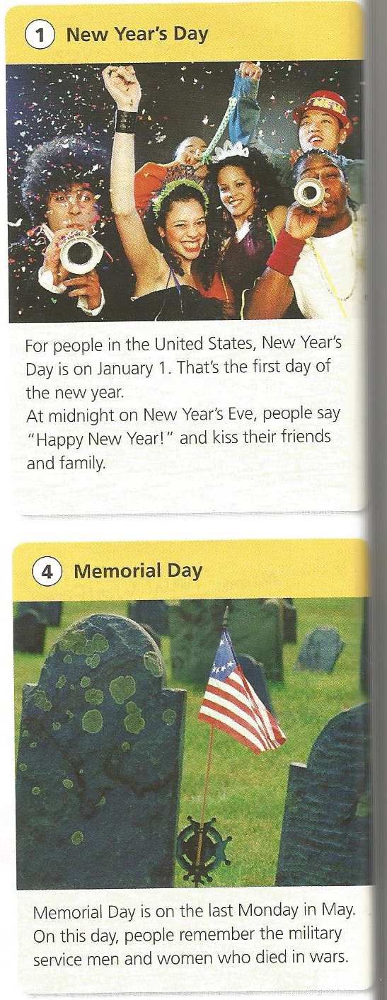 1 New Year's Day
HAPPY
NEW
For people in the United States, New Year's
Day is on January 1. That's the first day of
the new year.
At midnight on New Year's Eve, people say
“Happy New Year!” and kiss their friends
and family.
4 Memorial Day
Memorial Day is on the last Monday in May.
On this day, people remember the military
service men and women who died in wars.